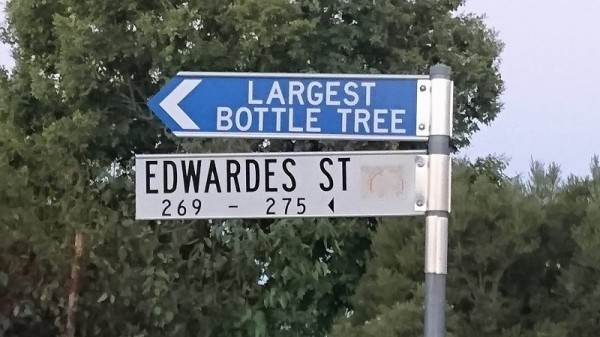 LARGEST
BOTTLE TREE
EDWARDES ST
269 - 275